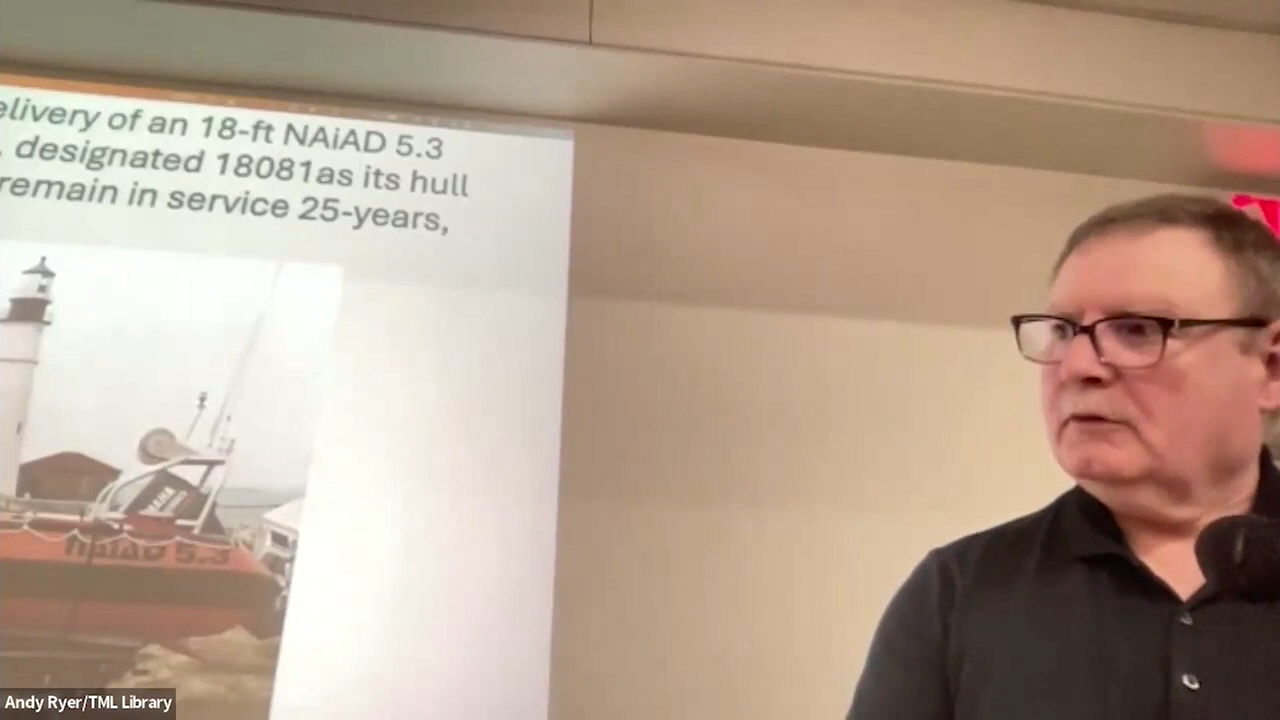 elivery of an 18-ft NAiAD 5.3
, designated 18081as its hull
remain in service 25-years,
NAIAD 5.3
Andy Ryer/TML Library